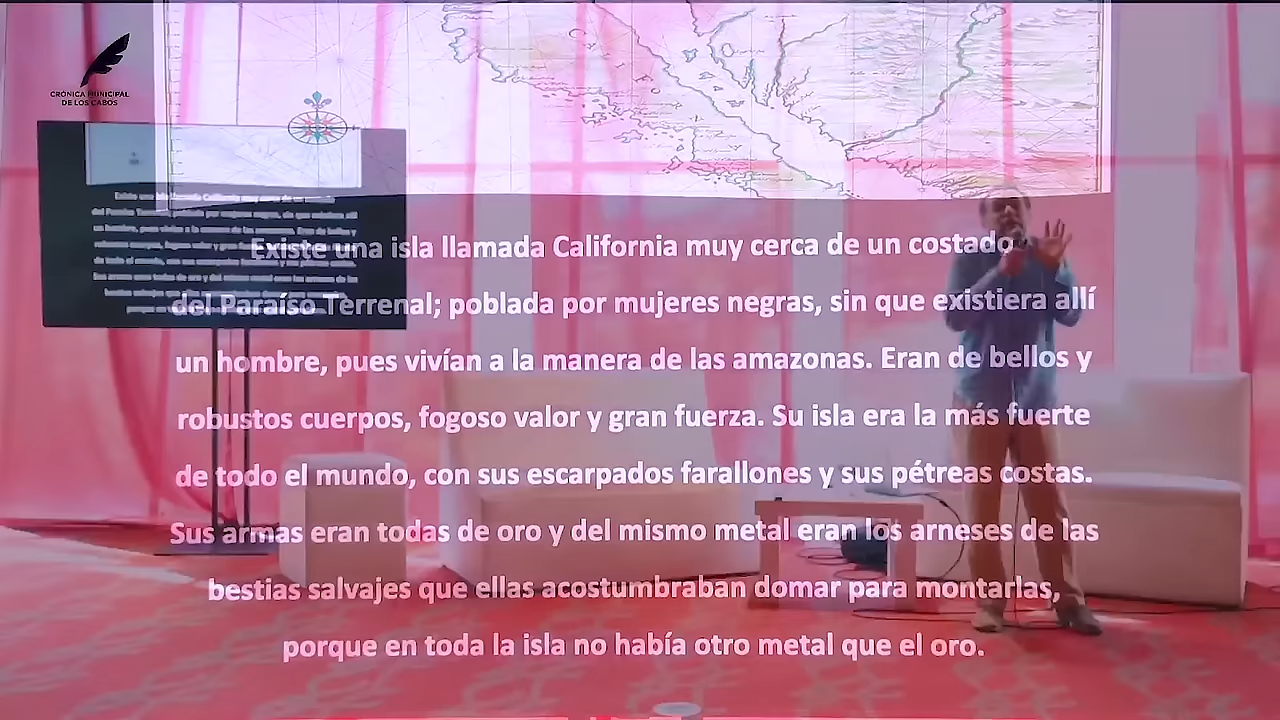 CRÓNICA MUNICIPAL
DE LOS CABOS
Existe una isla llamada California muy cerca de un costado
del Paraíso Terrenal; poblada por mujeres negras, sin que existiera allí
un hombre, pues vivían a la manera de las amazonas. Eran de bellos y
robustos cuerpos, fogoso valor y gran fuerza. Su isla era la más fuerte
de todo el mundo, con sus escarpados farallones y sus pétreas costas.
Sus armas eran todas de oro y del mismo metal eran los arneses de las
bestias salvajes que ellas acostumbraban domar para montarlas,
porque en toda la isla no había otro metal que el oro.